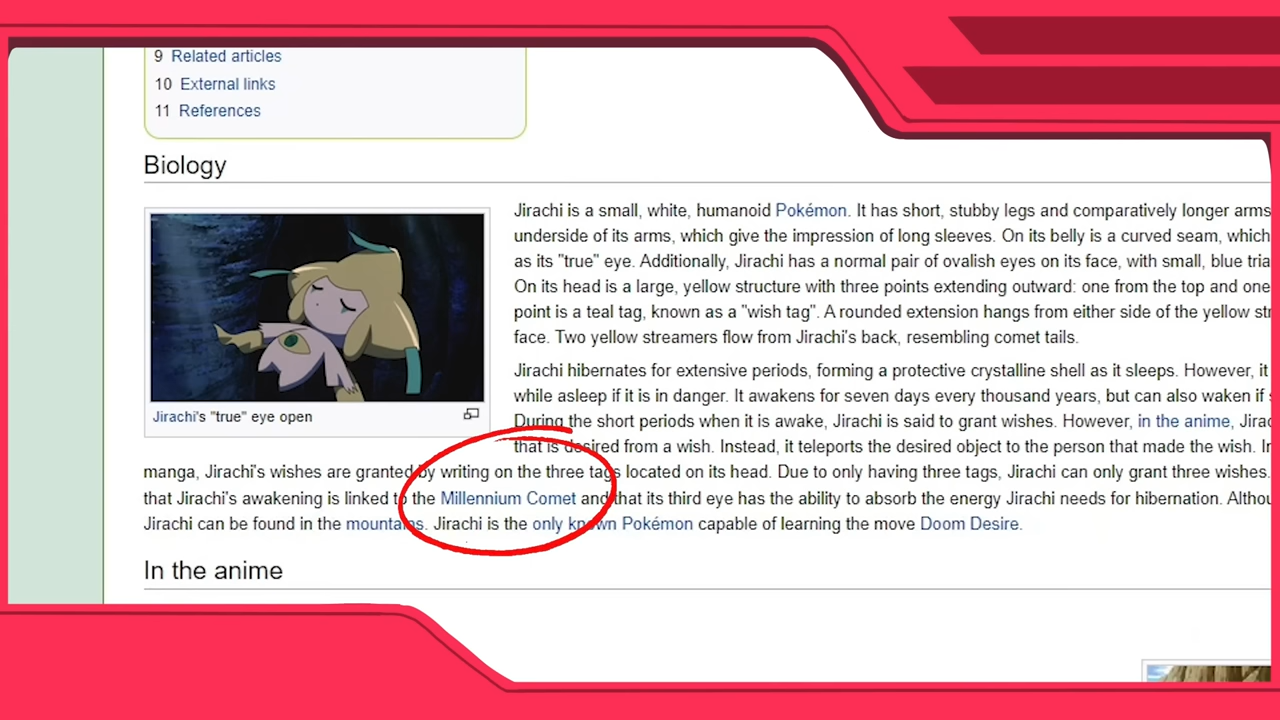 9 Related articles
10 External links
11 References
Biology
Jirachi is a small, white, humanoid Pokémon. It has short, stubby legs and comparatively longer arms
underside of its arms, which give the impression of long sleeves. On its belly is a curved seam, which
as its "true" eye. Additionally, Jirachi has a normal pair of ovalish eyes on its face, with small, blue tria
On its head is a large, yellow structure with three points extending outward: one from the top and one
point is a teal tag, known as a "wish tag". A rounded extension hangs from either side of the yellow str
face. Two yellow streamers flow from Jirachi's back, resembling comet tails.
Jirachi hibernates for extensive periods, forming a protective crystalline shell as it sleeps. However, it
while asleep if it is in danger. It awakens for seven days every thousand years, but can also waken if
Jirachi's "true" eye open
During the short periods when it is awake, Jirachi is said to grant wishes. However, in the anime, Jirac
that is desired from a wish. Instead, it teleports the desired object to the person that made the wish. In
manga, Jirachi's wishes are granted by writing on the three tags located on its head. Due to only having three tags, Jirachi can only grant three wishes.
that Jirachi's awakening is linked to the Millennium Comet and that its third eye has the ability to absorb the energy Jirachi needs for hibernation. Althou
Jirachi can be found in the mountains. Jirachi is the only known Pokémon capable of learning the move Doom Desire.
In the anime